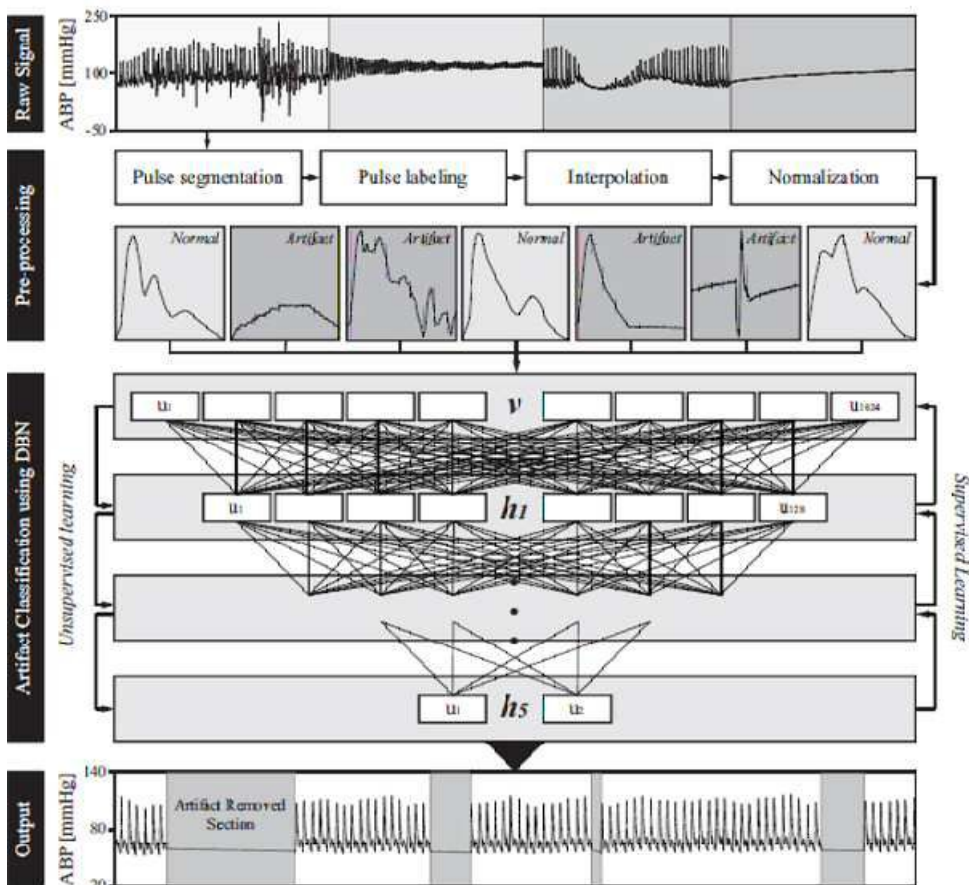 Raw Signal
ABP [mmHg]
250
100
-50
Pre-processing
Pulse segmentation
Pulse labeling
Interpolation
Normalization
Normal
Artifact
Artifact
Normal
Artifact
Artifact
Normal
Artifact Classification using DBN
Unsupervised learning
Supervised Learning
u1
v
u1
h1
u128
h5
u1
u2
Output
ABP [mmHg]
140
80
20
Artifact Removed
Section